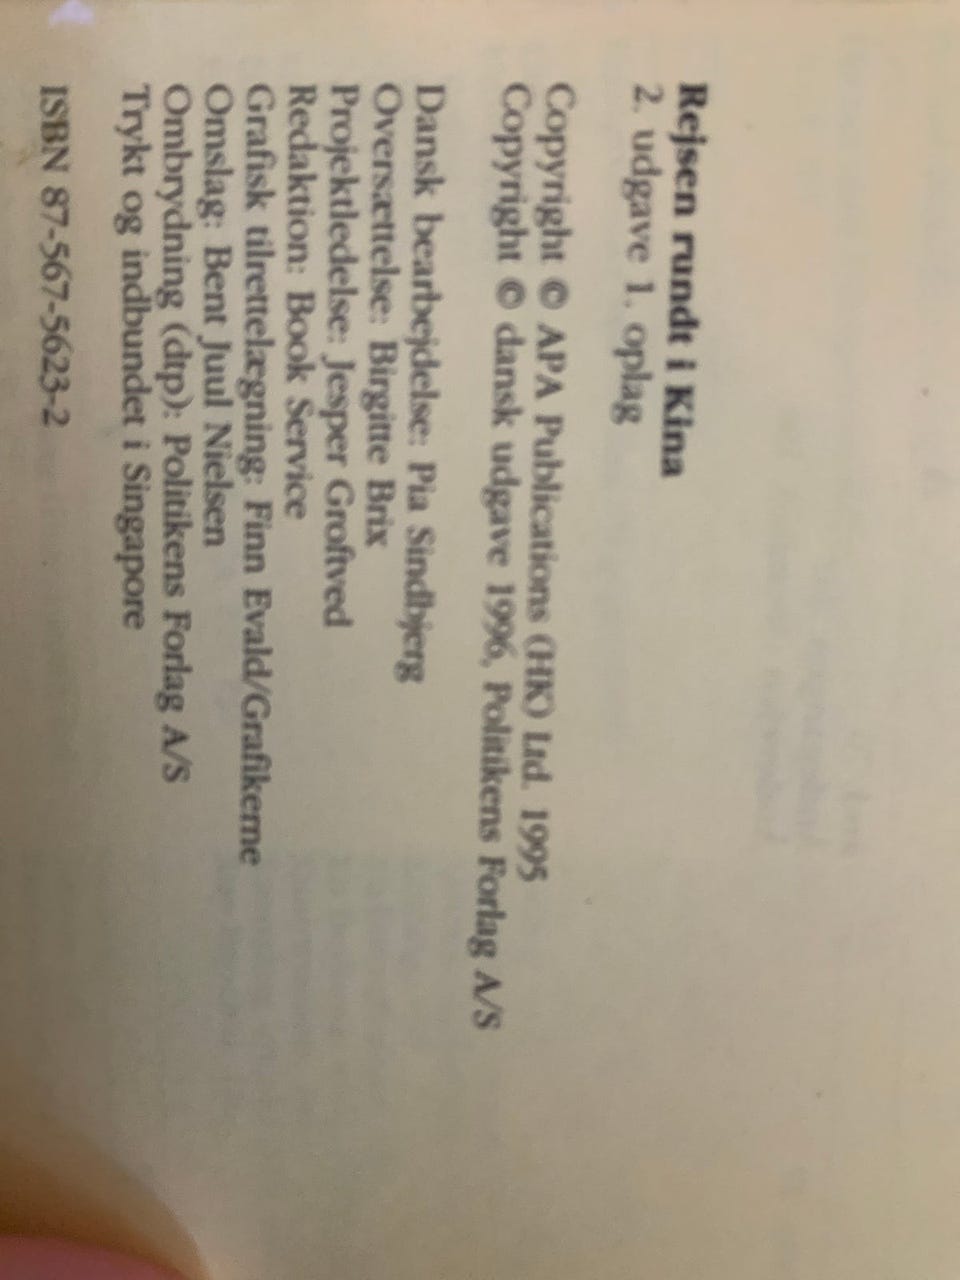 Rejsen rundt i Kina
2. udgave 1. oplag
Copyright © APA Publications (HK) Ltd. 1995
Copyright © dansk udgave 1996, Politikens Forlag A/S
Dansk bearbejdelse: Pia Sindbjerg
Oversættelse: Birgitte Brix
Projektledelse: Jesper Groftved
Redaktion: Book Service
Grafisk tilrettelægning: Finn Evald/Grafikerne
Omslag: Bent Juul Nielsen
Ombrydning (dtp): Politikens Forlag A/S
Trykt og indbundet i Singapore
ISBN 87-567-5623-2